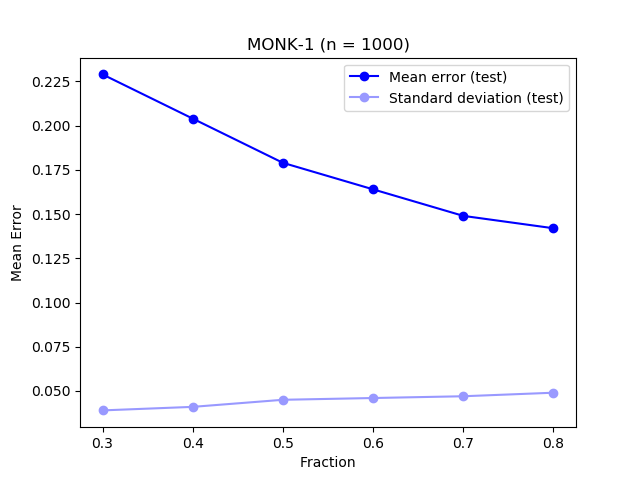 MONK-1 (n = 1000)
Mean error (test)
Standard deviation (test)
Mean Error
0.225
0.200
0.175
0.150
0.125
0.100
0.075
0.050
0.3 0.4 0.5 0.6 0.7 0.8
Fraction